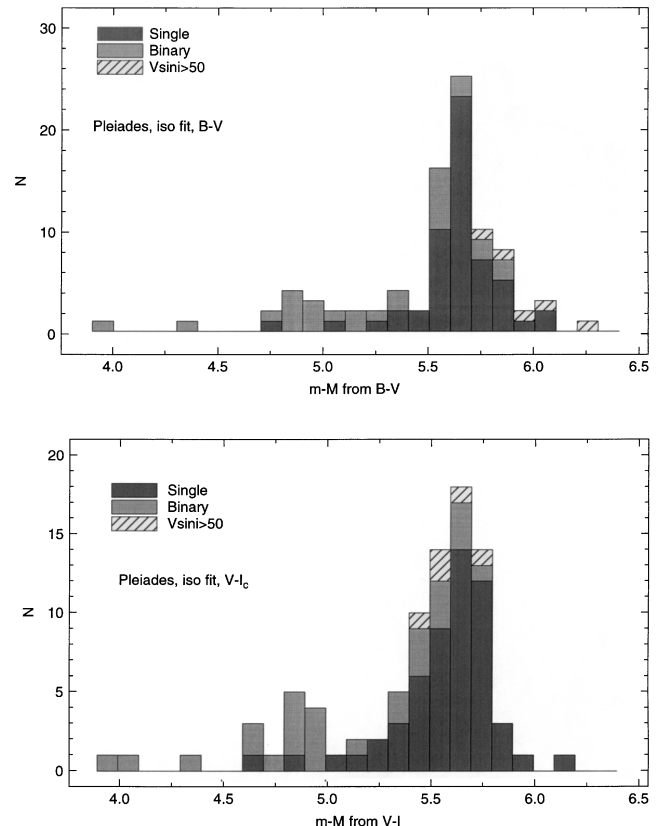 30
20
10
0
N
Single
Binary
Vsini>50
Pleiades, iso fit, B-V
4.0 4.5 5.0 5.5 6.0 6.5
m-M from B-V
20
15
10
5
0
N
Single
Binary
Vsini>50
Pleiades, iso fit, V-Ic
4.0 4.5 5.0 5.5 6.0 6.5
m-M from V-I